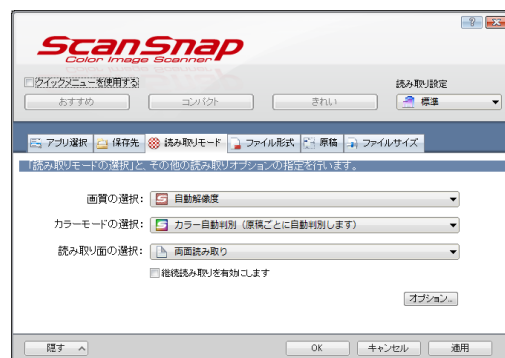 ScanSnap
Color Image Scanner
クイックメニューを使用する
読み取り設定
おすすめ コンパクト きれい 標準
アプリ選択 保存先 読み取りモード ファイル形式 原稿 ファイルサイズ
「読み取りモードの選択」と、その他の読み取りオプションの指定を行います。
画質の選択: 自動解像度
カラーモードの選択: カラー自動判別(原稿ごとに自動判別します)
読み取り面の選択: 両面読み取り
継続読み取りを有効にします
オプション...
隠す OK キャンセル 適用